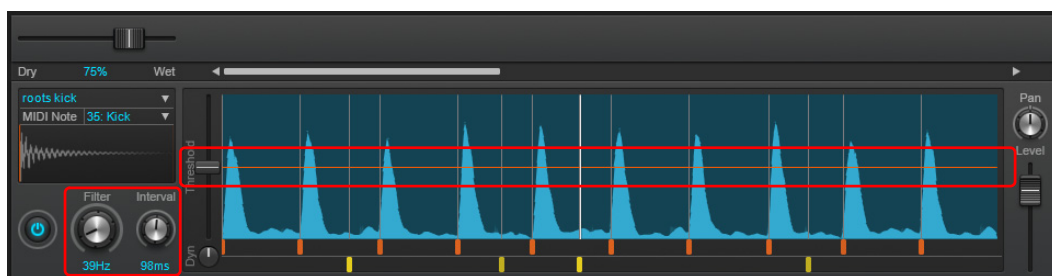 Dry 75% Wet
roots kick
MIDI Note 35: Kick
Threshold
Pan
Level
Filter Interval
39Hz 98ms
Dyn